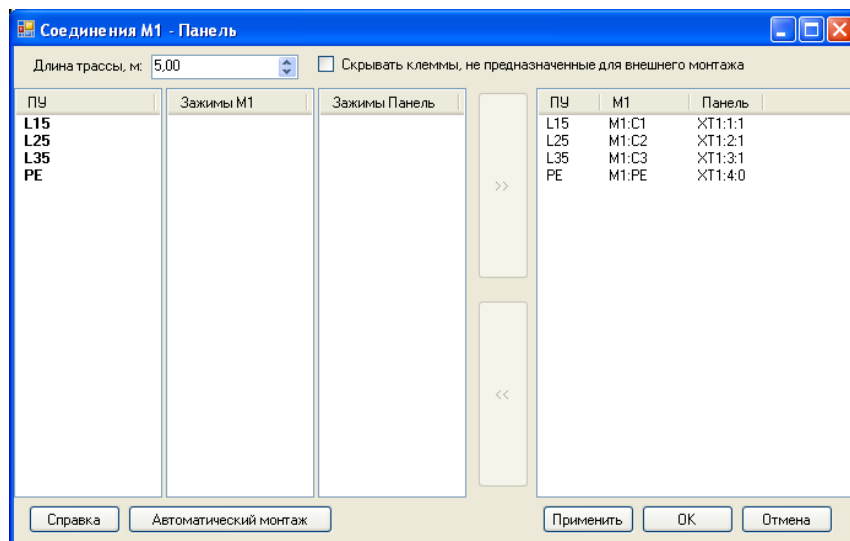 Соединения М1 - Панель
Длина трассы, м: 5,00 Скрывать клеммы, не предназначенные для внешнего монтажа
ПУ Зажимы М1 Зажимы Панель ПУ М1 Панель
L15 L15 M1:C1 XT1:1:1
L25 L25 M1:C2 XT1:2:1
L35 L35 M1:C3 XT1:3:1
PE PE M1:PE XT1:4:0
>>
<<
Справка Автоматический монтаж Применить OK Отмена